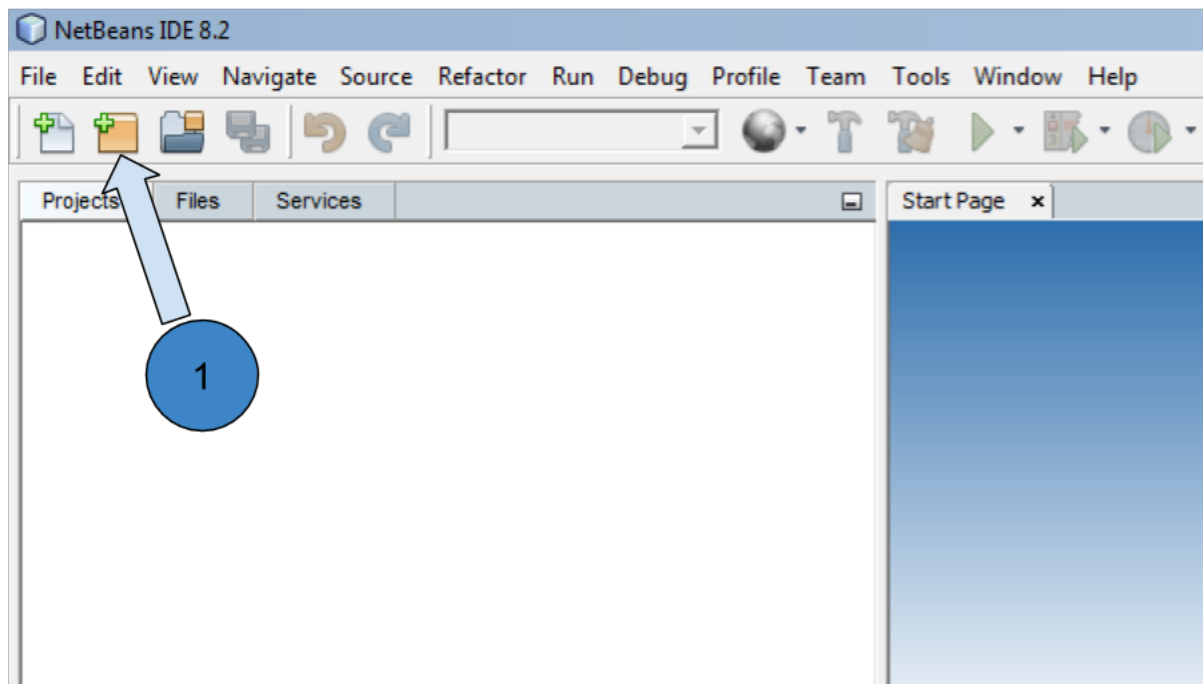 NetBeans IDE 8.2
File Edit View Navigate Source Refactor Run Debug Profile Team Tools Window Help
Projects Files Services Start Page
1